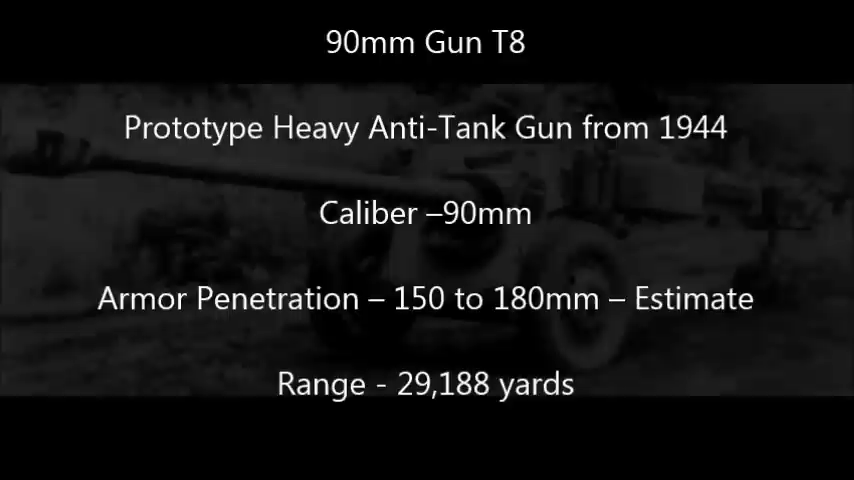 90mm Gun T8
Prototype Heavy Anti-Tank Gun from 1944
Caliber –90mm
Armor Penetration – 150 to 180mm – Estimate
Range - 29,188 yards